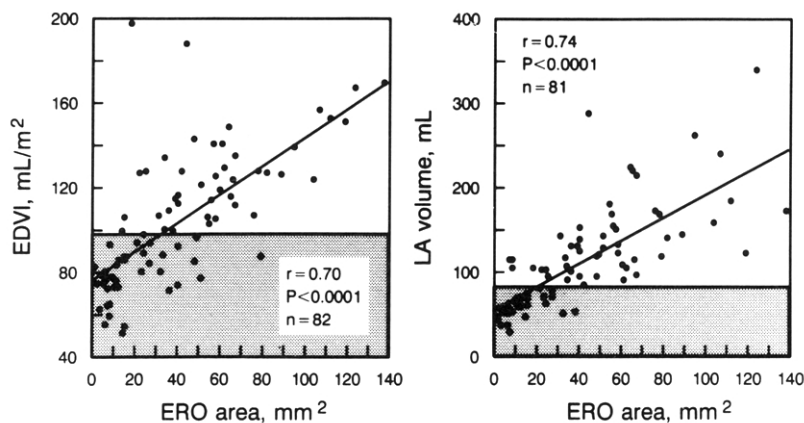 200
160
120
80
40
EDVI, mL/m²
r = 0.70
P<0.0001
n = 82
0 20 40 60 80 100 120 140
ERO area, mm²
400
300
200
100
0
LA volume, mL
r = 0.74
P<0.0001
n = 81
0 20 40 60 80 100 120 140
ERO area, mm²